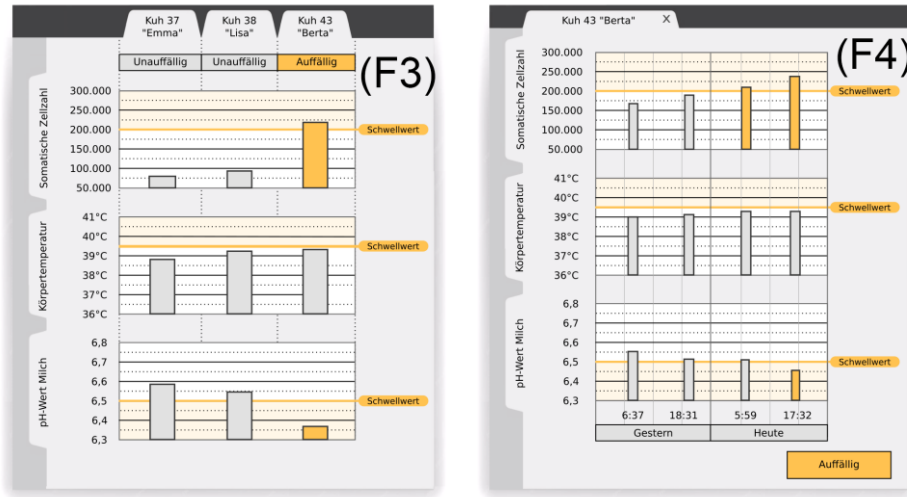 Kuh 37
"Emma"
Kuh 38
"Lisa"
Kuh 43
"Berta"
Unauffällig
Unauffällig
Auffällig
(F3)
Somatische Zellzahl
300.000
250.000
200.000
150.000
100.000
50.000
Schwellwert
Körpertemperatur
41°C
40°C
39°C
38°C
37°C
36°C
Schwellwert
pH-Wert Milch
6,8
6,7
6,6
6,5
6,4
6,3
Schwellwert
Kuh 43 "Berta" X
(F4)
Somatische Zellzahl
300.000
250.000
200.000
150.000
100.000
50.000
Schwellwert
Körpertemperatur
41°C
40°C
39°C
38°C
37°C
36°C
Schwellwert
pH-Wert Milch
6,8
6,7
6,6
6,5
6,4
6,3
Schwellwert
6:37 18:31 5:59 17:32
Gestern Heute
Auffällig